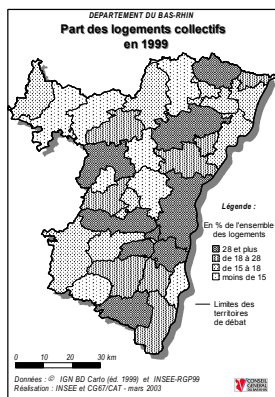 DEPARTEMENT DU BAS-RHIN
Part des logements collectifs
en 1999
Légende :
En % de l'ensemble
des logements
28 et plus
de 18 à 28
de 15 à 18
moins de 15
Limites des
territoires
de débat
0 10 20 30 km
Données : © IGN BD Carto (éd. 1999) et INSEE-RGP99
Réalisation : INSEE et CG67/CAT - mars 2003
CONSEIL
GENERAL